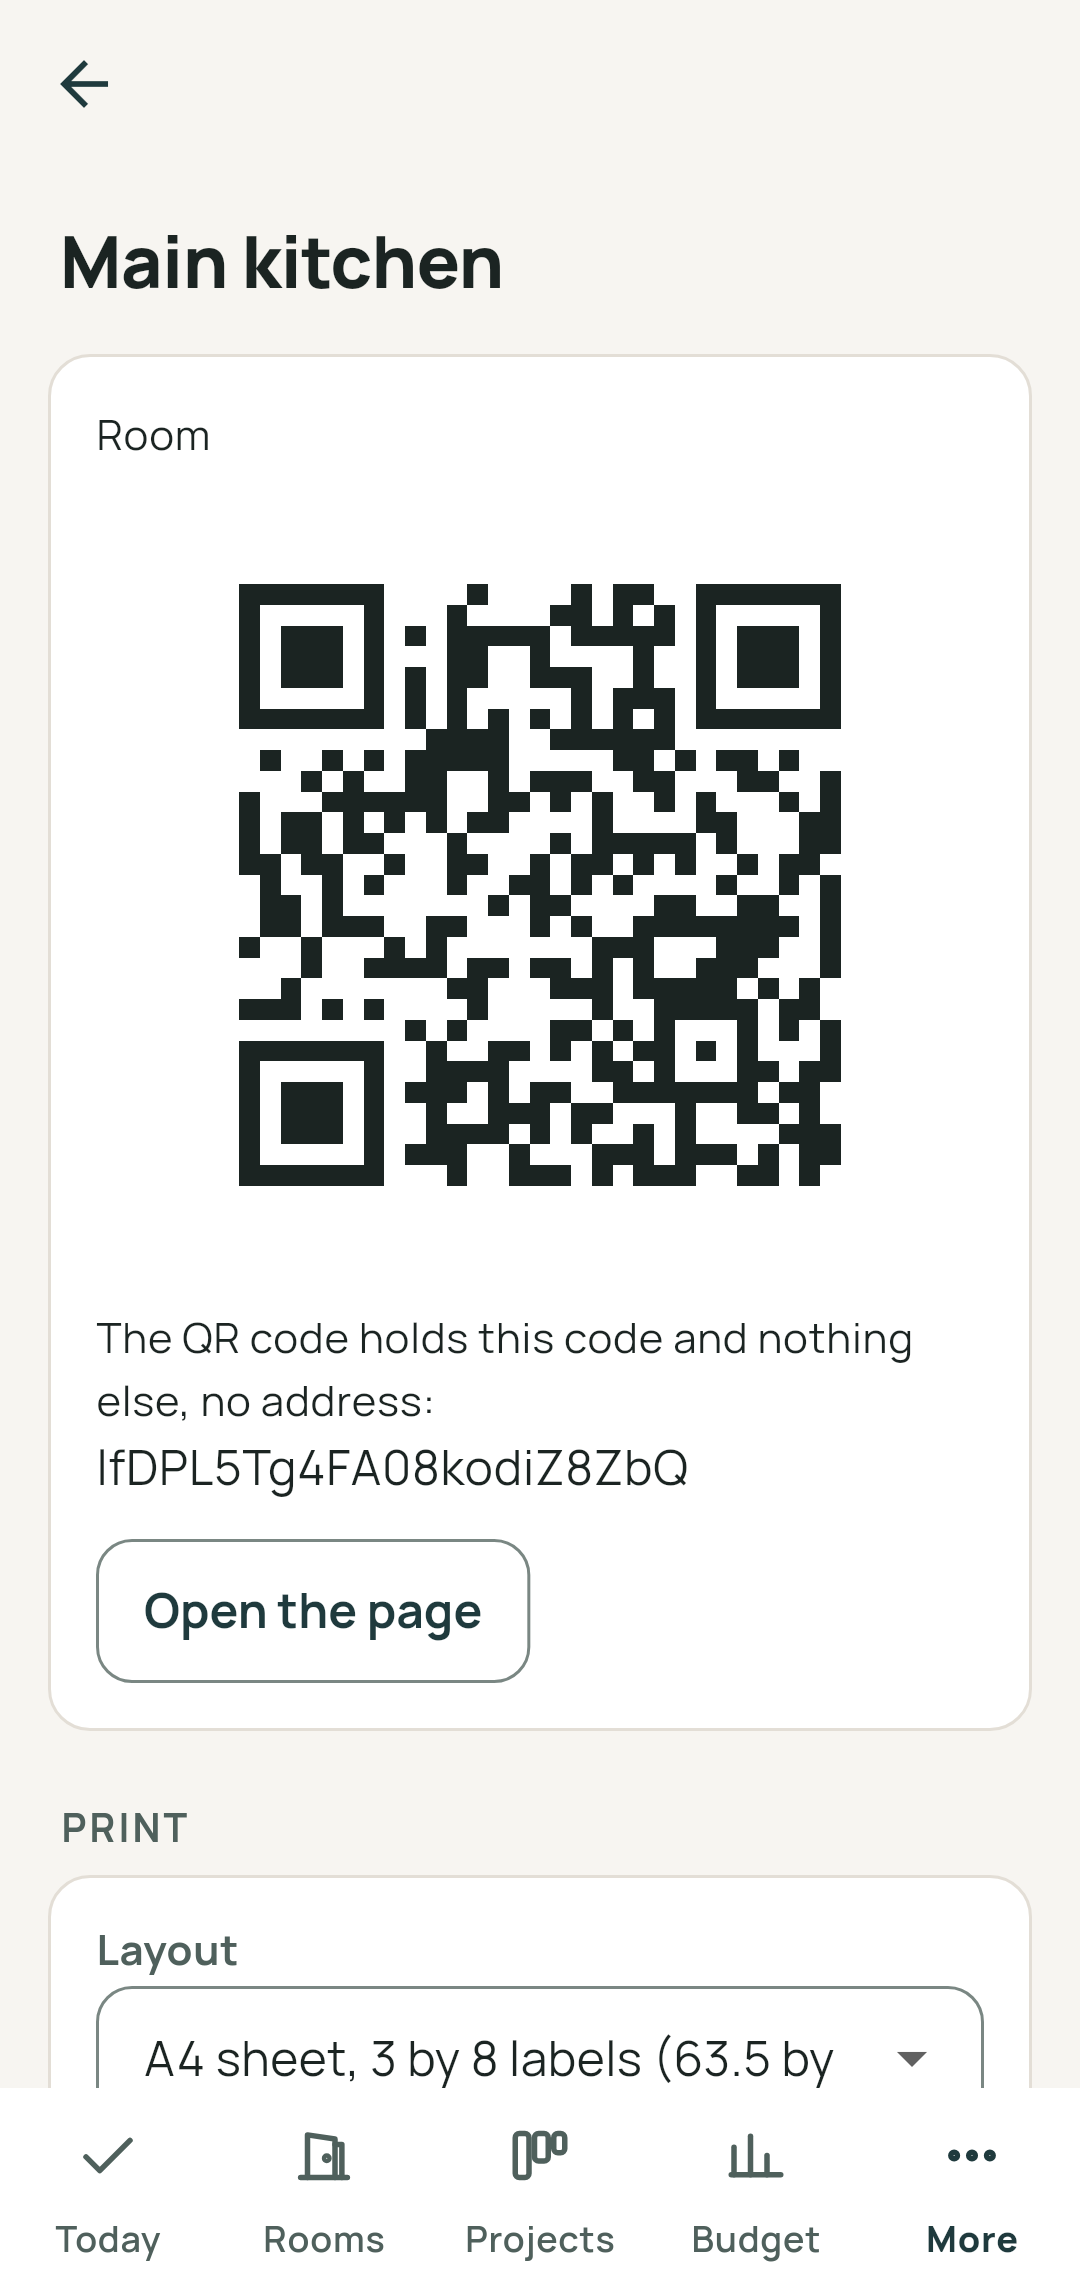 Main kitchen
Room
The QR code holds this code and nothing
else, no address:
lfDPL5Tg4FA08kodiZ8ZbQ
Open the page
PRINT
Layout
A4 sheet, 3 by 8 labels (63.5 by
Today
Rooms
Projects
Budget
More